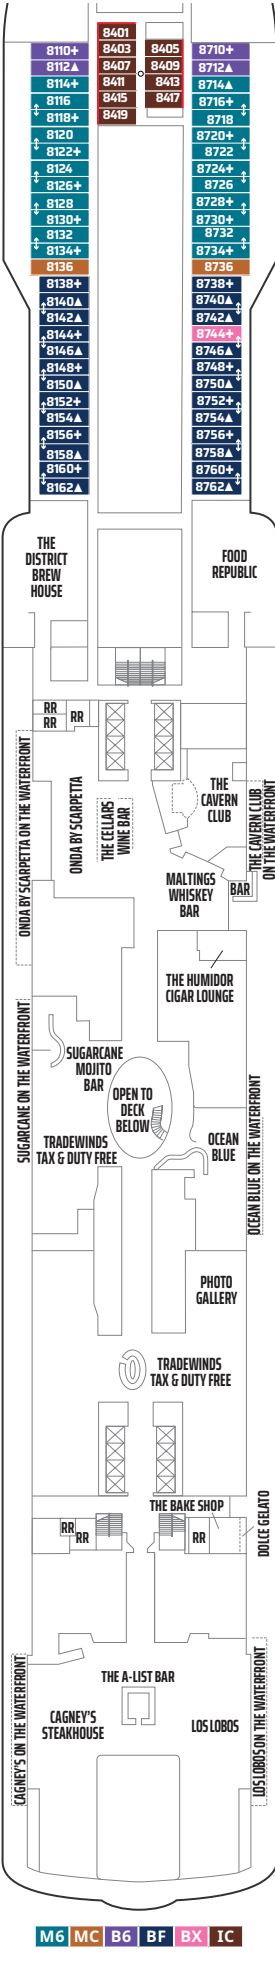 8401
8403 8405
8407 8409
8411 8413
8415 8417
8419
8110+ 8710+
8112▲ 8712▲
8114+ 8714▲
8116 8716+
8118+ 8718
8120 8720+
8122+ 8722
8124 8724+
8126+ 8726
8128 8728+
8130+ 8730+
8132 8732
8134+ 8734+
8136 8736
8138+ 8738+
8140▲ 8740▲
8142▲ 8742▲
8144+ 8744+
8146▲ 8746▲
8148+ 8748+
8150▲ 8750▲
8152+ 8752+
8154▲ 8754▲
8156+ 8756+
8158▲ 8758▲
8160+ 8760+
8162▲ 8762▲
THE
DISTRICT
BREW
HOUSE
FOOD
REPUBLIC
RR
RR
RR
ONDA BY SCARPETTA ON THE WATERFRONT
ONDA BY SCARPETTA
THE CELLARS
WINE BAR
THE
CAVERN
CLUB
THE CAVERN CLUB
ON THE WATERFRONT
MALTINGS
WHISKEY
BAR
BAR
THE HUMIDOR
CIGAR LOUNGE
SUGARCANE ON THE WATERFRONT
SUGARCANE
MOJITO
BAR
OPEN TO
DECK
BELOW
OCEAN
BLUE
OCEAN BLUE ON THE WATERFRONT
TRADEWINDS
TAX & DUTY FREE
PHOTO
GALLERY
TRADEWINDS
TAX & DUTY FREE
THE BAKE SHOP
DOLCE GELATO
RR
RR
RR
CAGNEY'S ON THE WATERFRONT
THE A-LIST BAR
CAGNEY'S
STEAKHOUSE
LOS LOBOS
LOS LOBOS ON THE WATERFRONT
M6 MC B6 BF BX IC